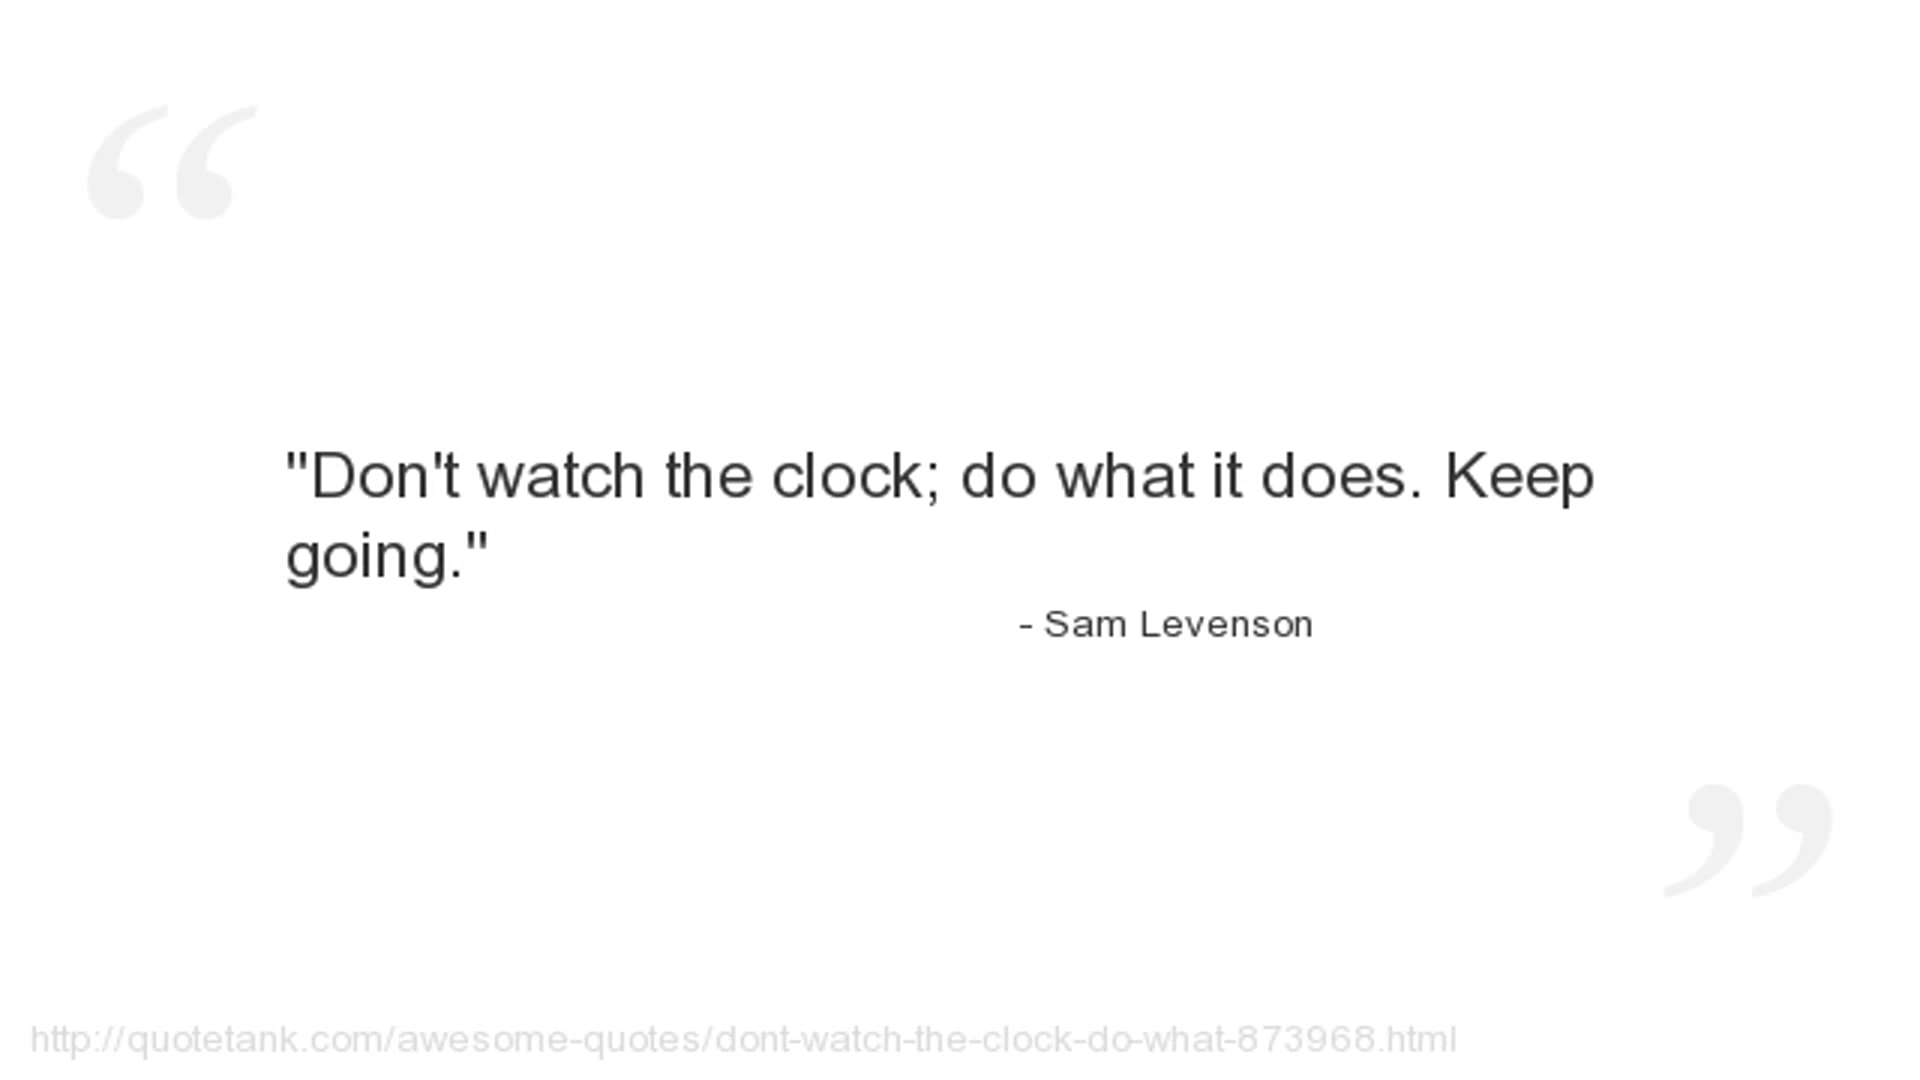 "Don't watch the clock; do what it does. Keep
going."
- Sam Levenson
http://quotetank.com/awesome-quotes/dont-watch-the-clock-do-what-873968.html